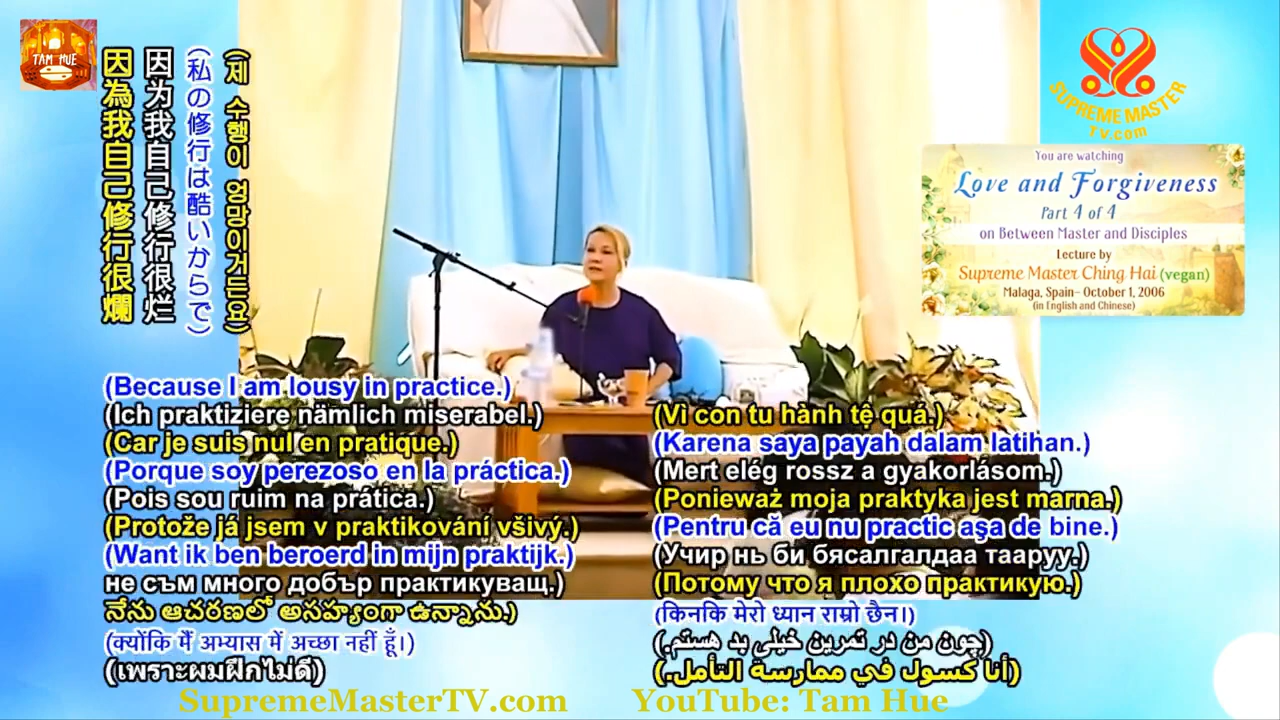 TAM HUE
因為我自己修行很爛
因为我自己修行很烂
(私の修行は酷いからで)
(제 수행이 엉망이거든요)
SUPREME MASTER
TV.com
You are watching
Love and Forgiveness
Part 4 of 4
on Between Master and Disciples
Lecture by
Supreme Master Ching Hai (vegan)
Malaga, Spain– October 1, 2006
(in English and Chinese)
(Because I am lousy in practice.)
(Ich praktiziere nämlich miserabel.)
(Car je suis nul en pratique.)
(Porque soy perezoso en la práctica.)
(Pois sou ruim na prática.)
(Protože já jsem v praktikování všivý.)
(Want ik ben beroerd in mijn praktijk.)
не съм много добър практикуващ.)
నేను ఆచరణలో అసహ్యంగా ఉన్నాను.)
(क्योंकि मैं अभ्यास में अच्छा नहीं हूँ।)
(เพราะผมฝึกไม่ดี)
(Vì con tu hành tệ quá.)
(Karena saya payah dalam latihan.)
(Mert elég rossz a gyakorlásom.)
(Ponieważ moja praktyka jest marna.)
(Pentru că eu nu practic aşa de bine.)
(Учир нь би бясалгалдаа тааруу.)
(Потому что я плохо практикую.)
(किनकि मेरो ध्यान राम्रो छैन।)
(چون من در تمرین خیلی بد هستم.)
(أنا كسول في ممارسة التأمل.)
SupremeMasterTV.com
YouTube: Tam Hue